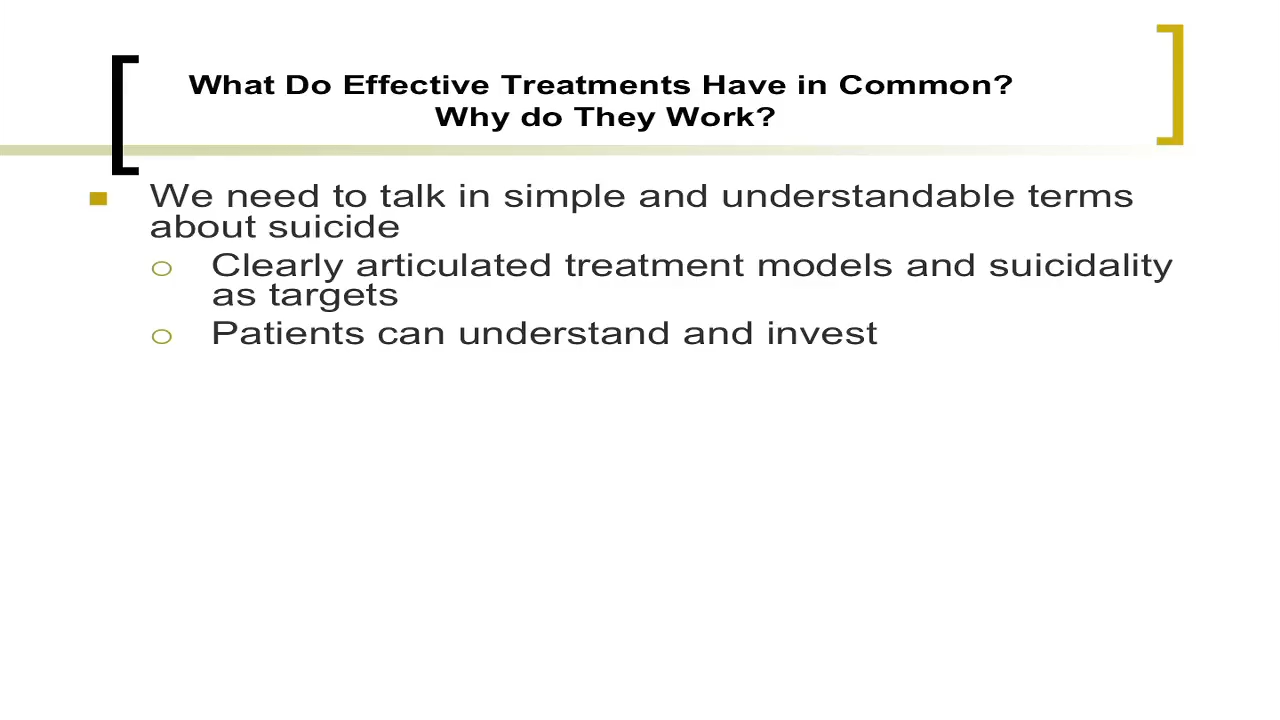 What Do Effective Treatments Have in Common?
Why do They Work?
We need to talk in simple and understandable terms
about suicide
Clearly articulated treatment models and suicidality
as targets
Patients can understand and invest